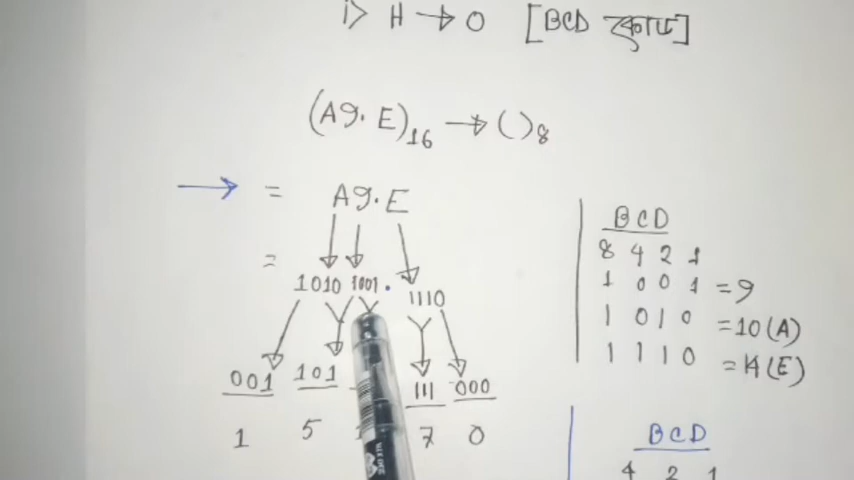 i> H → O [BCD কোড]
(A9.E)16 → ( )8
→ = A9.E
= 1010 1001 . 1110
001 101 111 000
1 5 7 0
BCD
8 4 2 1
1 0 0 1 = 9
1 0 1 0 = 10(A)
1 1 1 0 = 14(E)
BCD
4 2 1